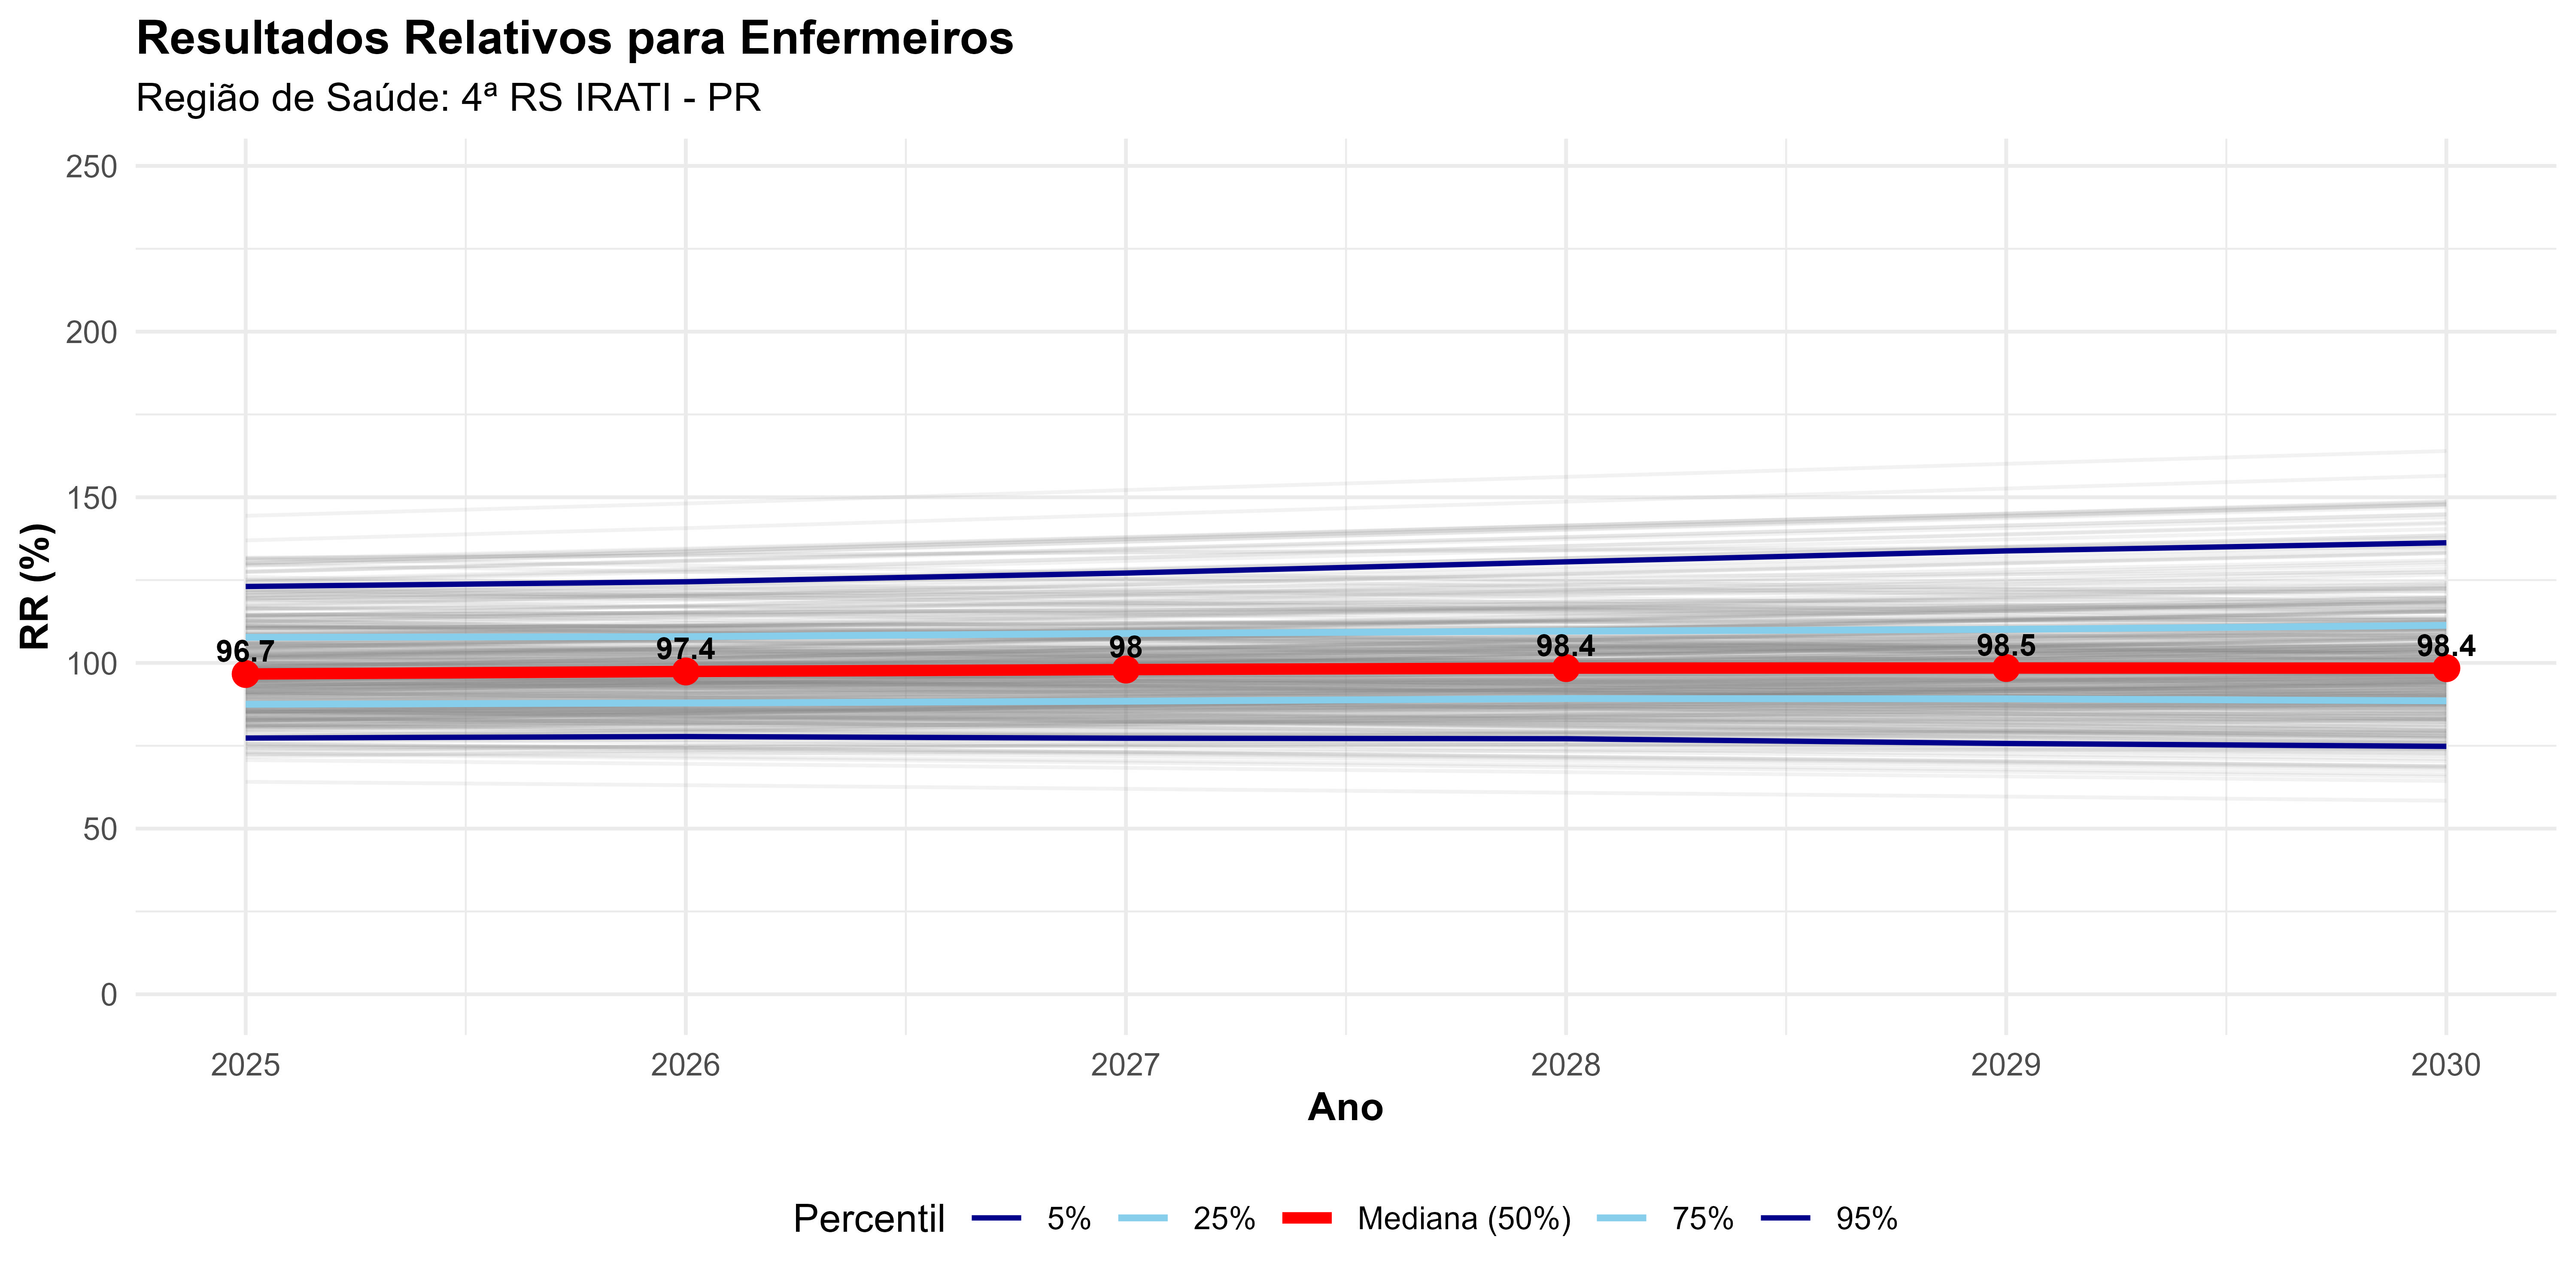 Resultados Relativos para Enfermeiros
Região de Saúde: 4ª RS IRATI - PR
250
200
150
100
50
0
RR (%)
96.7
97.4
98
98.4
98.5
98.4
2025 2026 2027 2028 2029 2030
Ano
Percentil 5% 25% Mediana (50%) 75% 95%